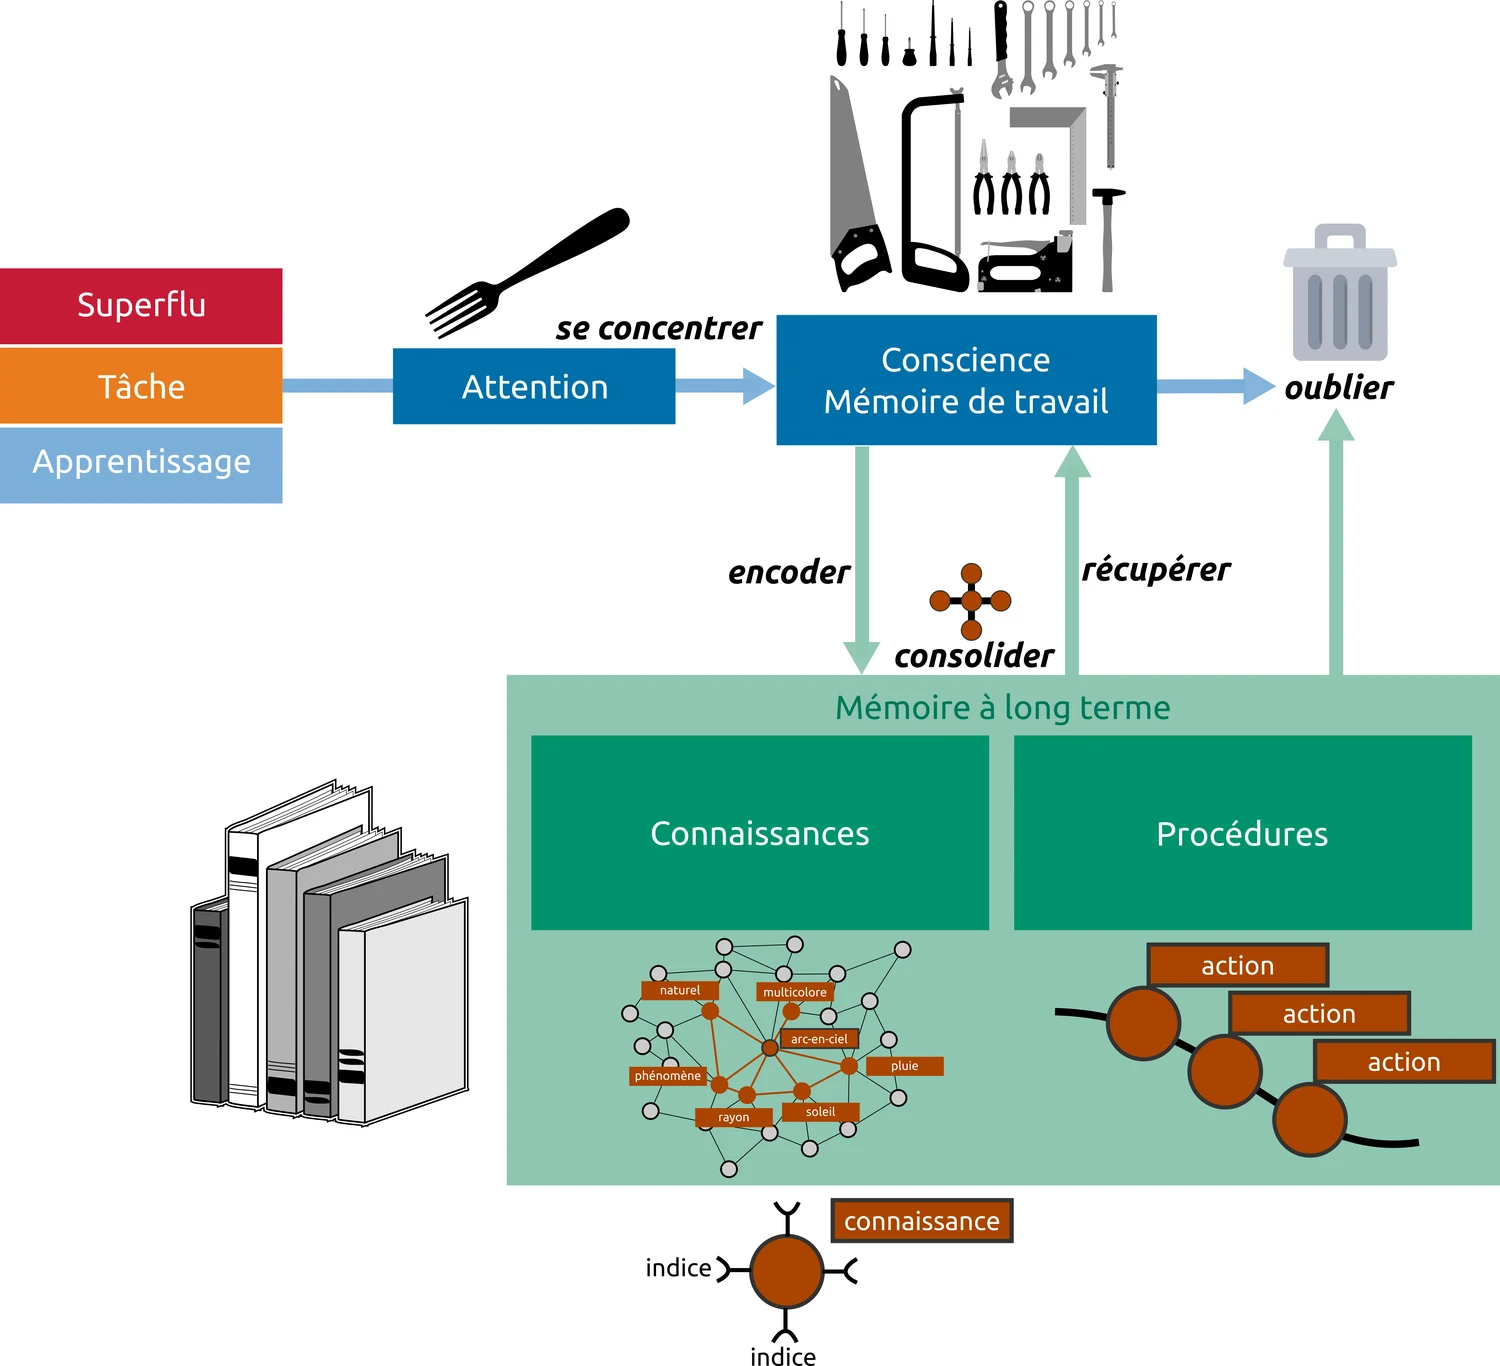 Superflu
Tâche
Apprentissage
Attention
se concentrer
Conscience
Mémoire de travail
oublier
encoder
récupérer
consolider
Mémoire à long terme
Connaissances
Procédures
naturel
multicolore
arc-en-ciel
pluie
phénomène
rayon
soleil
action
action
action
connaissance
indice
indice